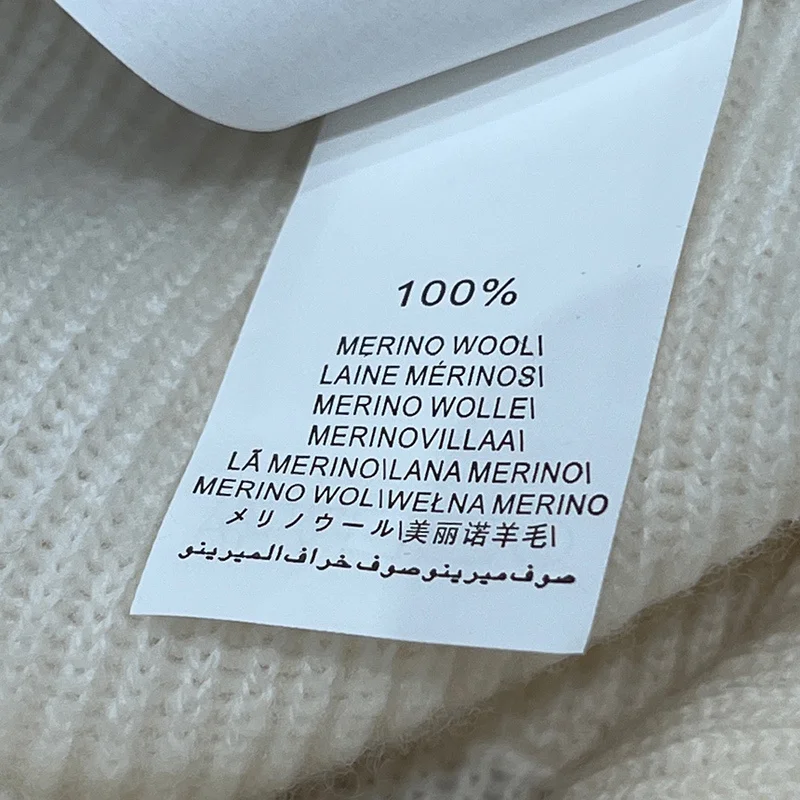 100%
MERINO WOOL\
LAINE MÉRINOS\
MERINO WOLLE\
MERINOVILLAA\
LÃ MERINO\LANA MERINO\
MERINO WOL\WEŁNA MERINO
メリノウール\美丽诺羊毛\
صوف ميرينو صوف خراف الميرينو